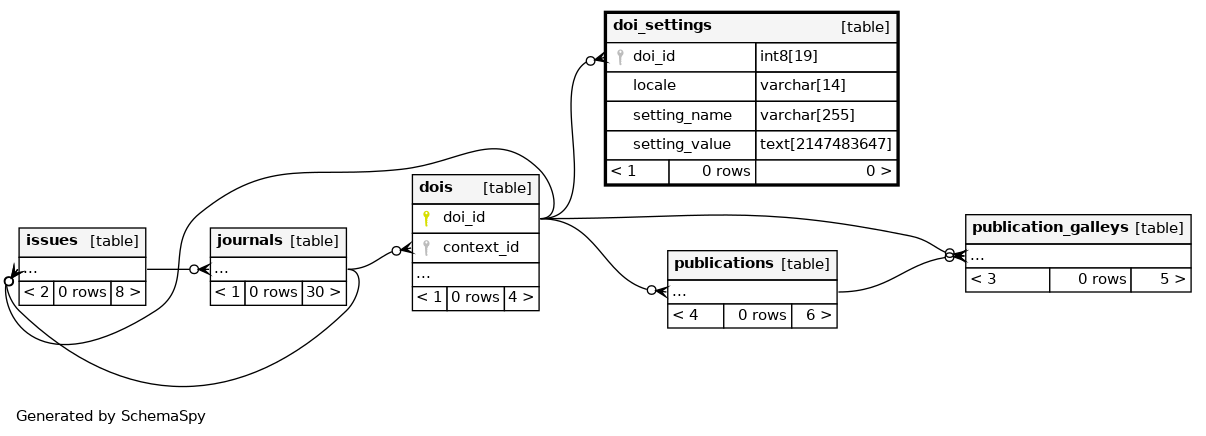 doi_settings [table]
doi_id int8[19]
locale varchar[14]
setting_name varchar[255]
setting_value text[2147483647]
< 1 0 rows 0 >
dois [table]
doi_id
context_id
...
< 1 0 rows 4 >
issues [table]
...
< 2 0 rows 8 >
journals [table]
...
< 1 0 rows 30 >
publications [table]
...
< 4 0 rows 6 >
publication_galleys [table]
...
< 3 0 rows 5 >
Generated by SchemaSpy